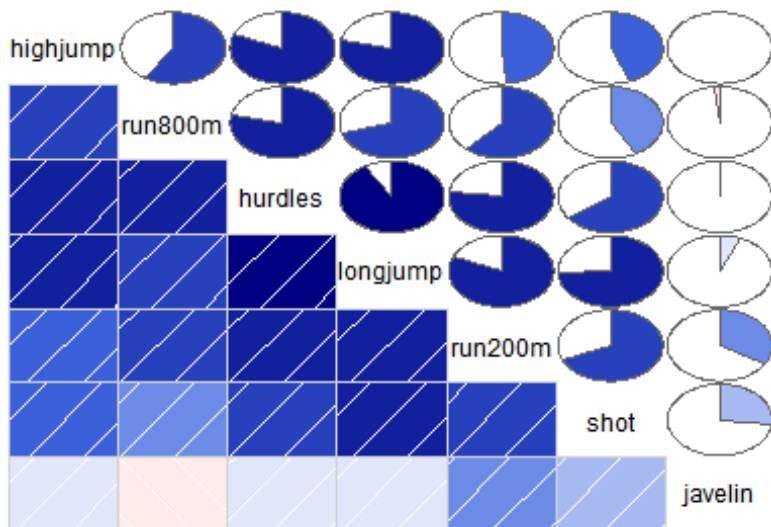 highjump
run800m
hurdles
longjump
run200m
shot
javelin